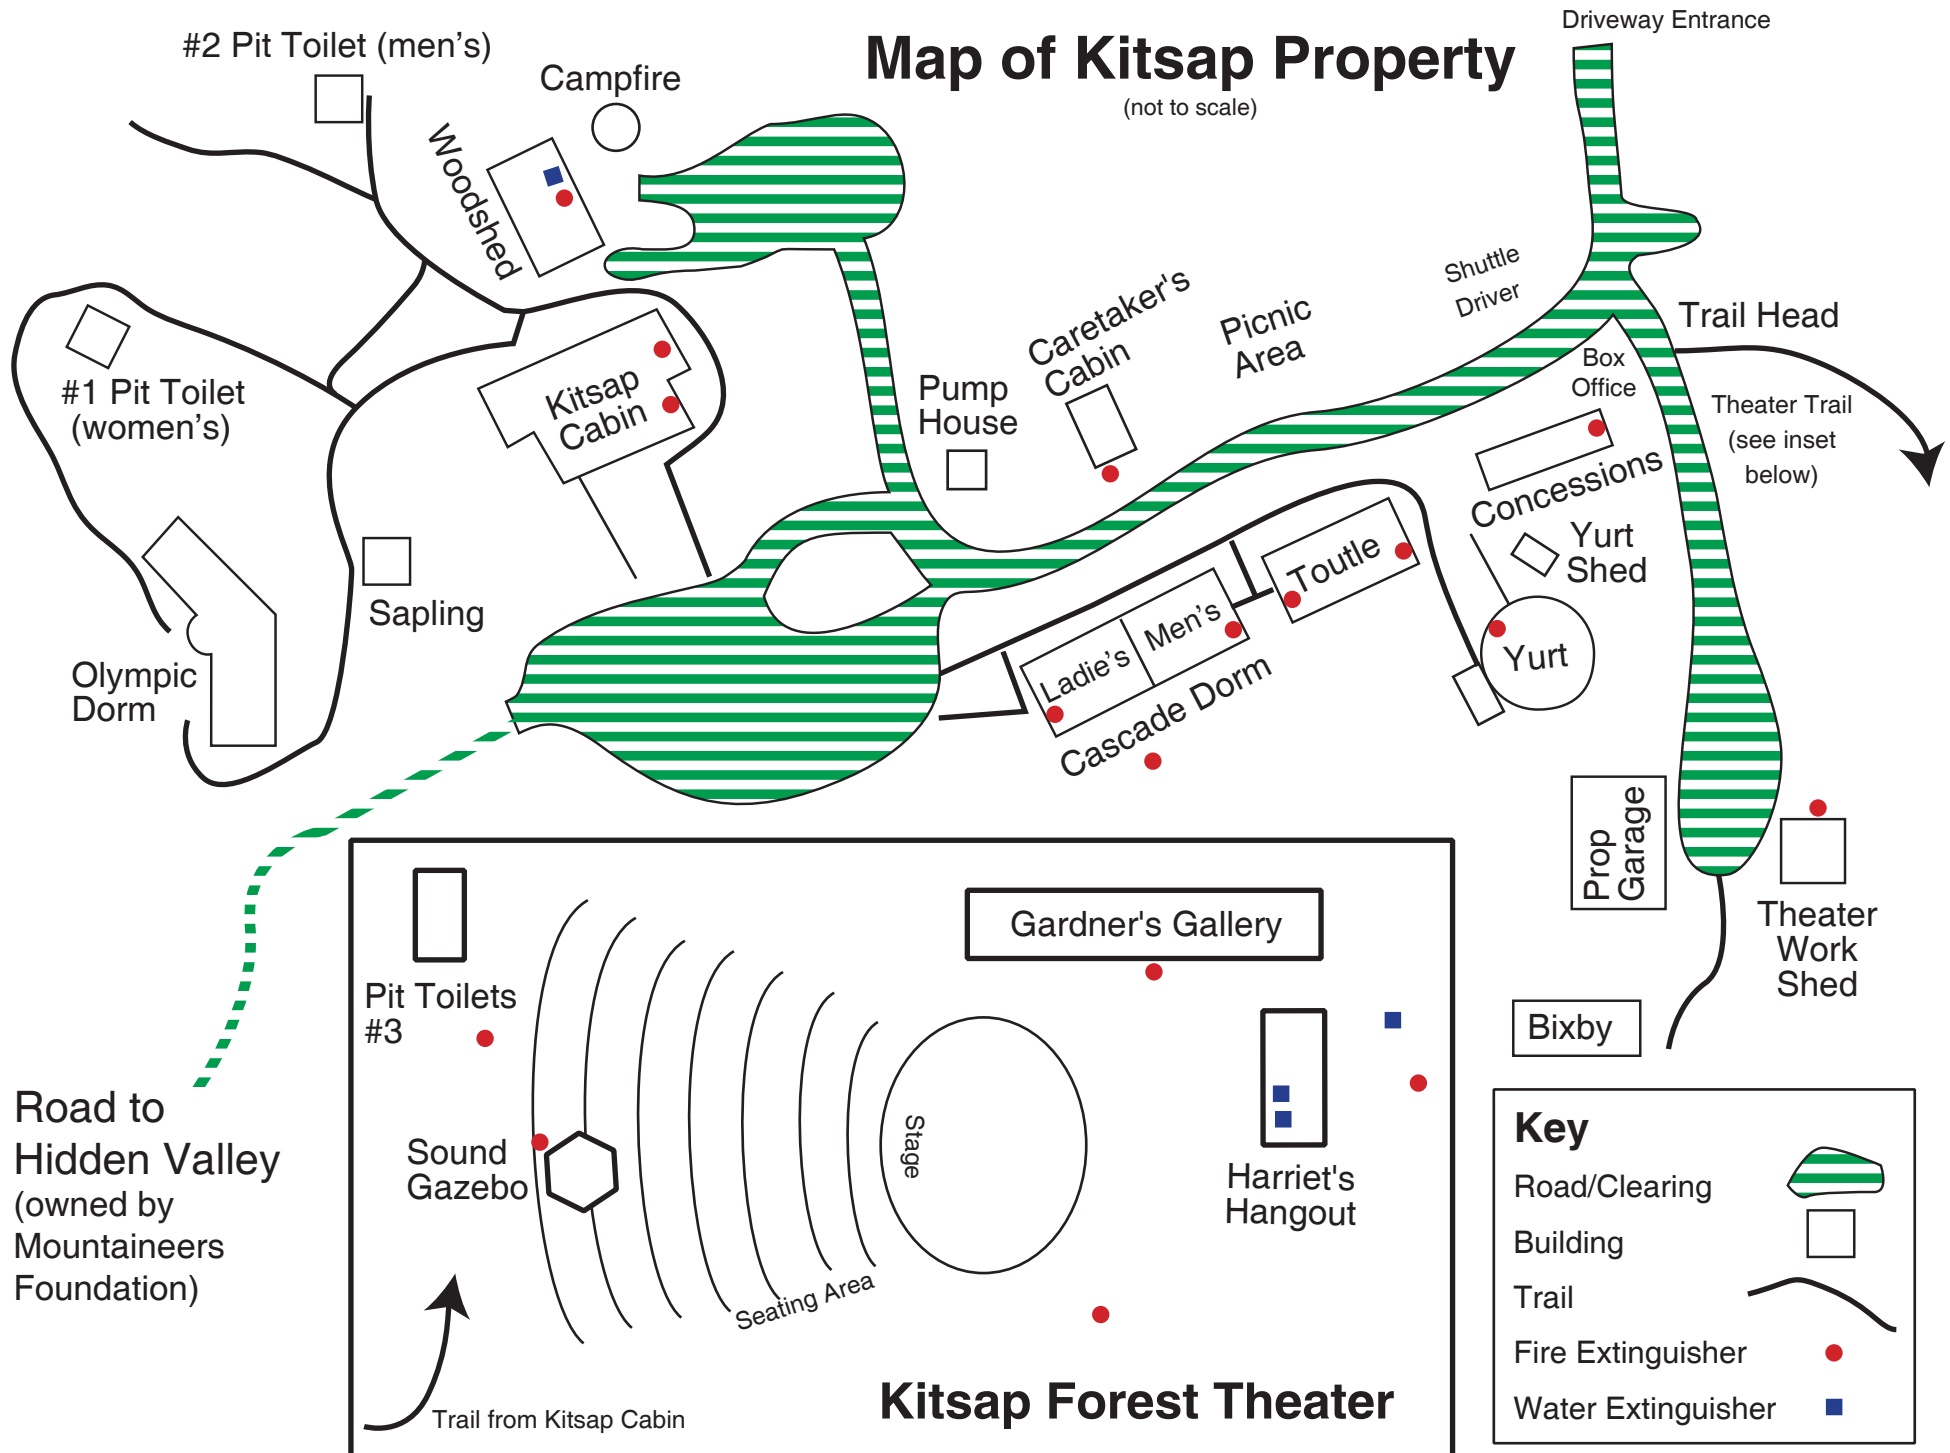 Driveway Entrance
#2 Pit Toilet (men's)
Map of Kitsap Property
(not to scale)
Campfire
Woodshed
Shuttle
Driver
Caretaker's
Cabin
Picnic
Area
Trail Head
Box
Office
#1 Pit Toilet
(women's)
Kitsap
Cabin
Pump
House
Theater Trail
(see inset
below)
Concessions
Yurt
Shed
Toutle
Sapling
Men's
Ladie's
Yurt
Olympic
Dorm
Cascade Dorm
Prop
Garage
Theater
Work
Shed
Gardner's Gallery
Pit Toilets
#3
Bixby
Road to
Hidden Valley
(owned by
Mountaineers
Foundation)
Sound
Gazebo
Stage
Harriet's
Hangout
Seating Area
Trail from Kitsap Cabin
Kitsap Forest Theater
Key
Road/Clearing
Building
Trail
Fire Extinguisher
Water Extinguisher